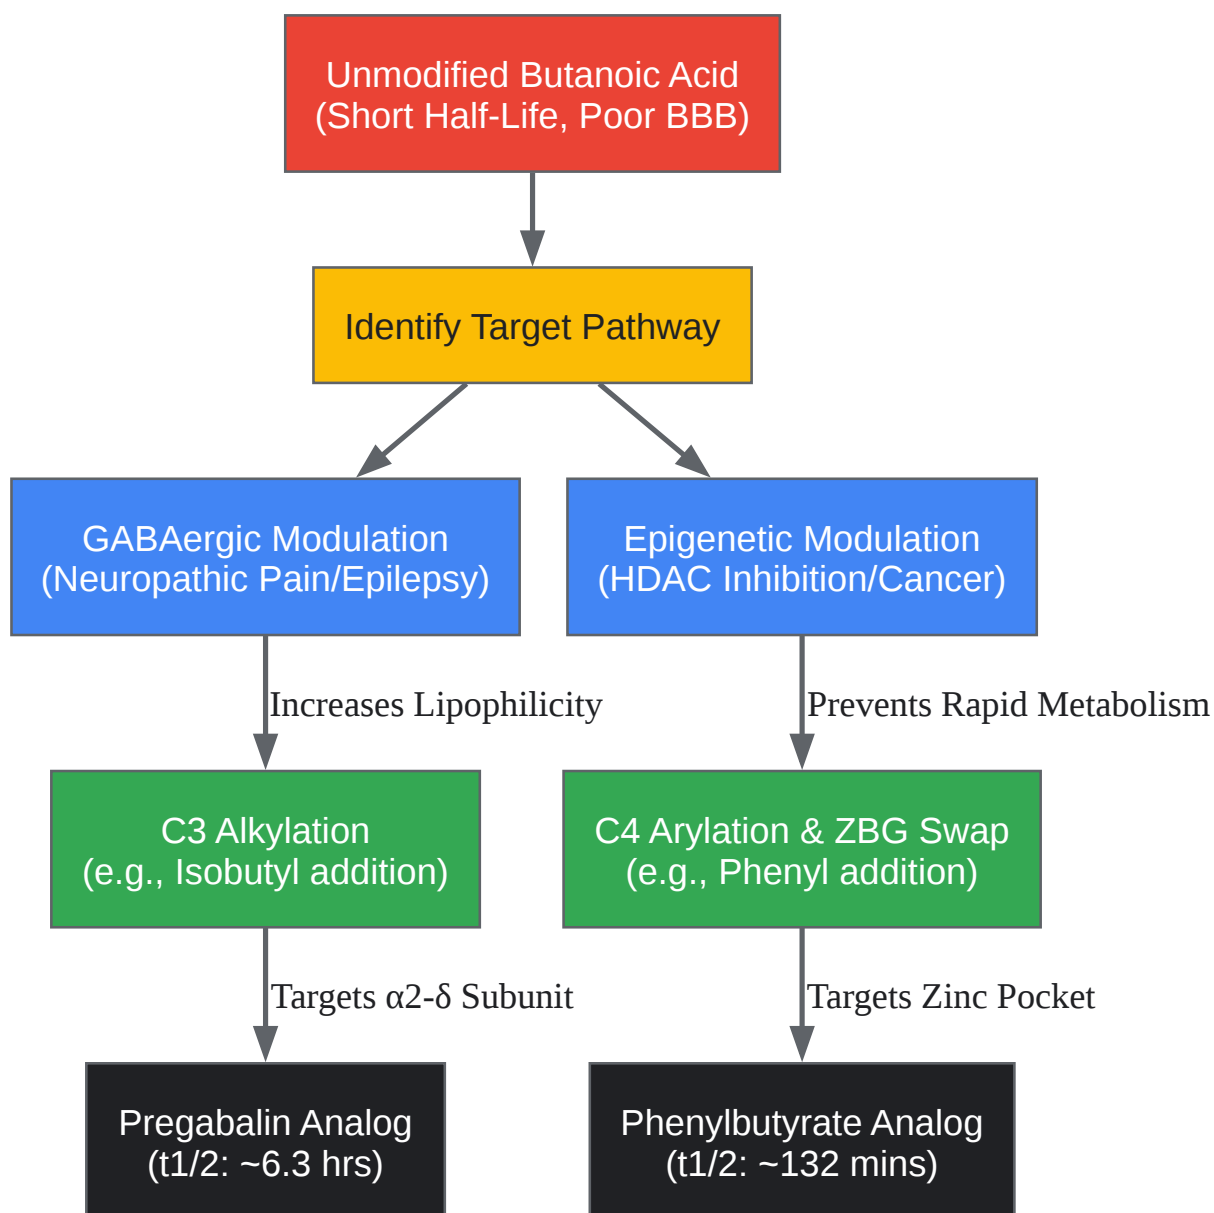 Unmodified Butanoic Acid
(Short Half-Life, Poor BBB)
Identify Target Pathway
GABAergic Modulation
(Neuropathic Pain/Epilepsy)
Epigenetic Modulation
(HDAC Inhibition/Cancer)
Increases Lipophilicity
Prevents Rapid Metabolism
C3 Alkylation
(e.g., Isobutyl addition)
C4 Arylation & ZBG Swap
(e.g., Phenyl addition)
Targets α2-δ Subunit
Targets Zinc Pocket
Pregabalin Analog
(t1/2: ~6.3 hrs)
Phenylbutyrate Analog
(t1/2: ~132 mins)